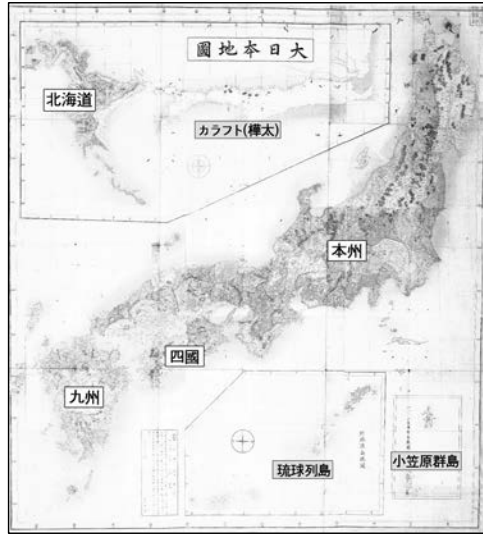 大日本地圖
北海道
カラフト(樺太)
本州
四國
九州
琉球列島
小笠原群島